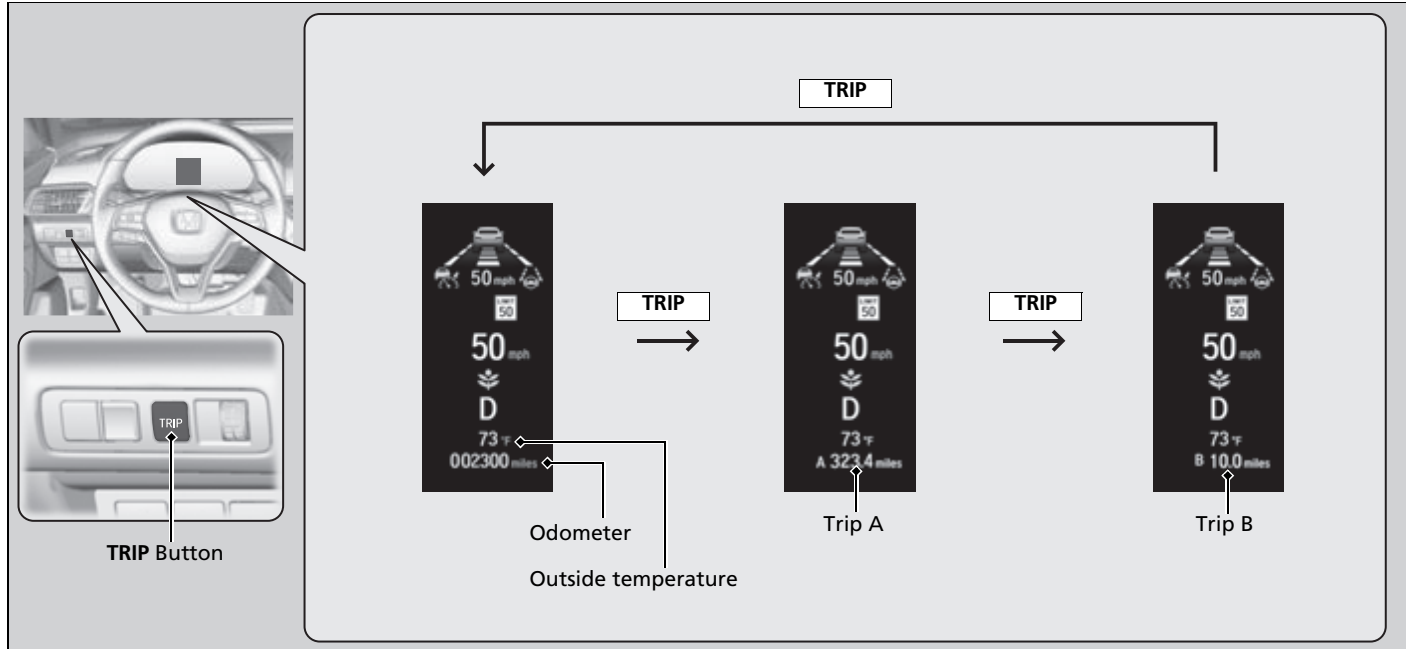 TRIP
TRIP
TRIP
50 mph
LIMIT
50
50 mph
D
73 °F
002300 miles
50 mph
LIMIT
50
50 mph
D
73 °F
A 323.4 miles
50 mph
LIMIT
50
50 mph
D
73 °F
B 10.0 miles
TRIP
TRIP Button
Odometer
Outside temperature
Trip A
Trip B